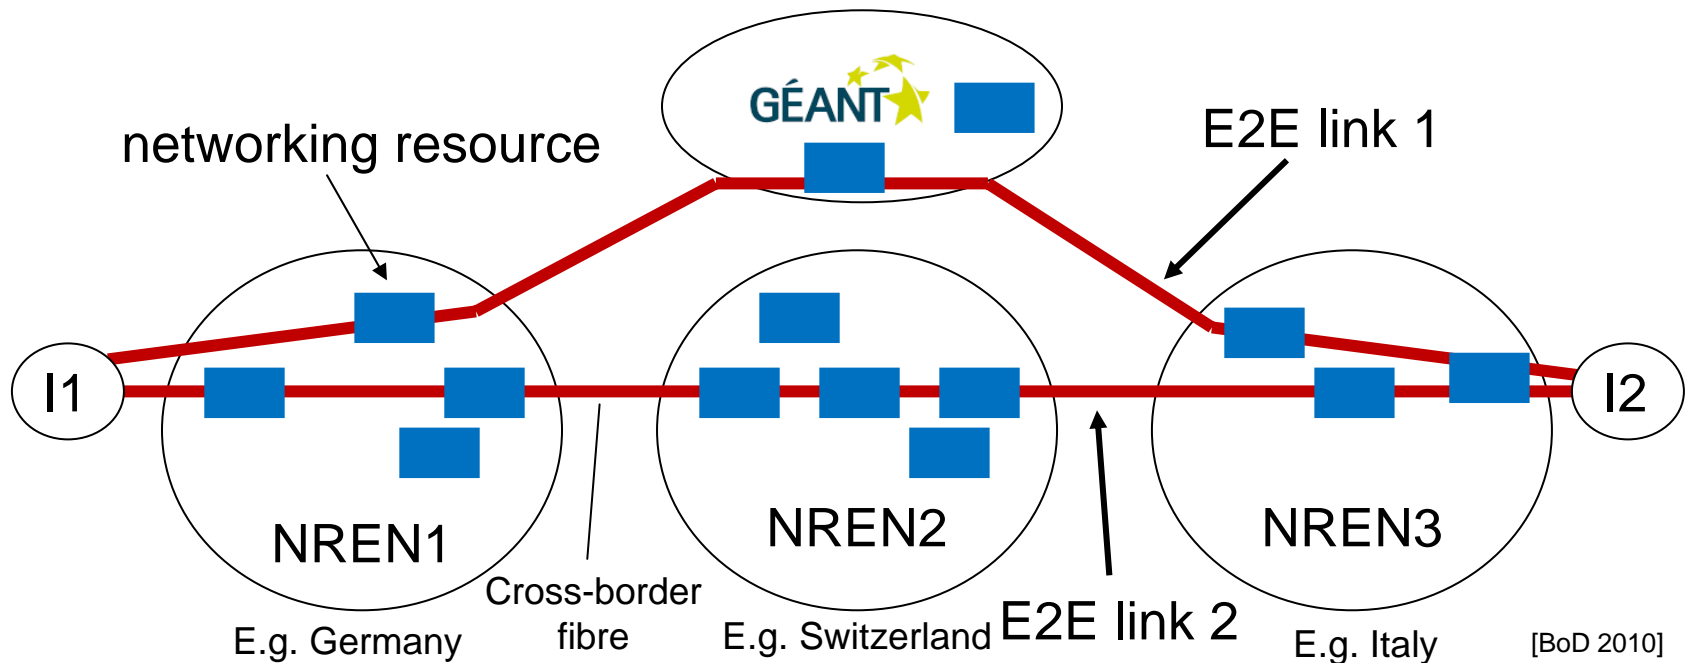 GÉANT
networking resource
E2E link 1
I1
I2
NREN1
NREN2
NREN3
Cross-border
fibre
E2E link 2
E.g. Germany
E.g. Switzerland
E.g. Italy
[BoD 2010]